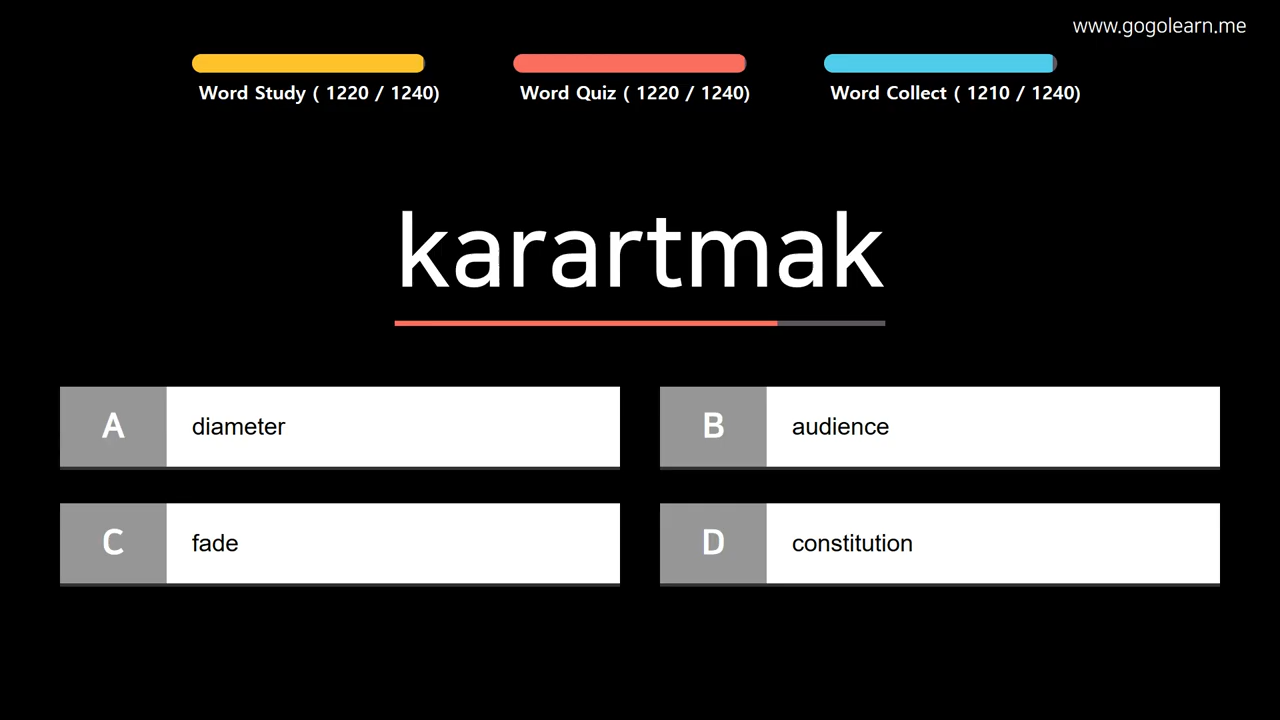 www.gogolearn.me
Word Study ( 1220 / 1240)
Word Quiz ( 1220 / 1240)
Word Collect ( 1210 / 1240)
karartmak
A diameter
B audience
C fade
D constitution